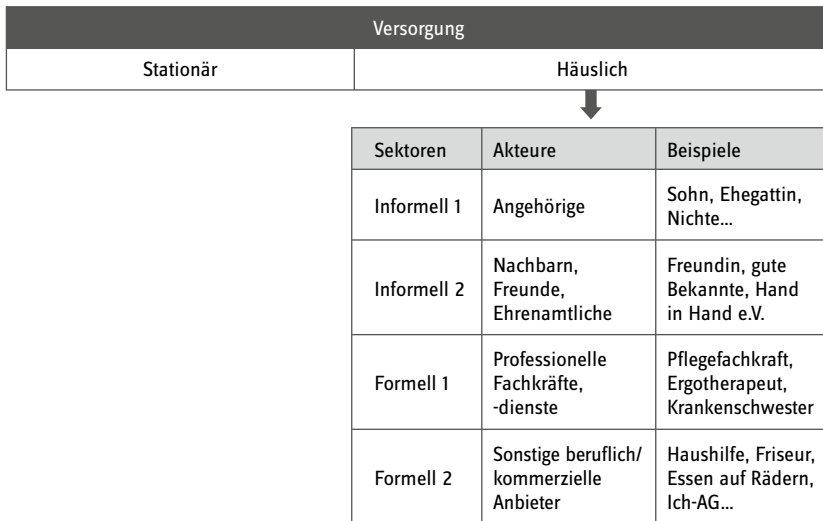 Versorgung
Stationär
Häuslich
Sektoren
Akteure
Beispiele
Informell 1
Angehörige
Sohn, Ehegattin,
Nichte...
Informell 2
Nachbarn,
Freunde,
Ehrenamtliche
Freundin, gute
Bekannte, Hand
in Hand e.V.
Formell 1
Professionelle
Fachkräfte,
-dienste
Pflegefachkraft,
Ergotherapeut,
Krankenschwester
Formell 2
Sonstige beruflich/
kommerzielle
Anbieter
Haushilfe, Friseur,
Essen auf Rädern,
Ich-AG...